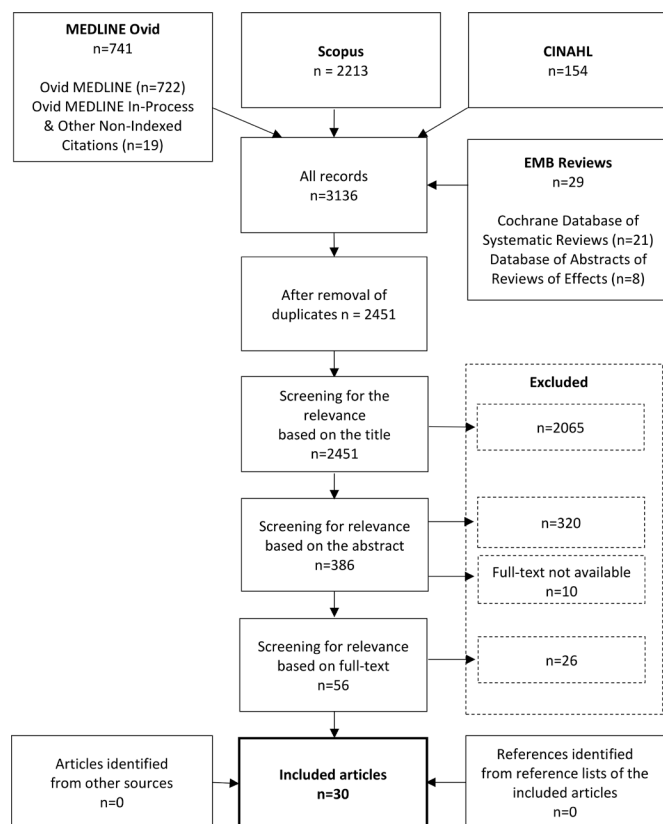 MEDLINE Ovid
n=741
Ovid MEDLINE (n=722)
Ovid MEDLINE In-Process
& Other Non-Indexed
Citations (n=19)
Scopus
n = 2213
CINAHL
n=154
All records
n=3136
EMB Reviews
n=29
Cochrane Database of
Systematic Reviews (n=21)
Database of Abstracts of
Reviews of Effects (n=8)
After removal of
duplicates n = 2451
Screening for the
relevance
based on the title
n=2451
Excluded
n=2065
Screening for relevance
based on the abstract
n=386
n=320
Full-text not available
n=10
Screening for relevance
based on full-text
n=56
n=26
Articles identified
from other sources
n=0
Included articles
n=30
References identified
from reference lists of the
included articles
n=0